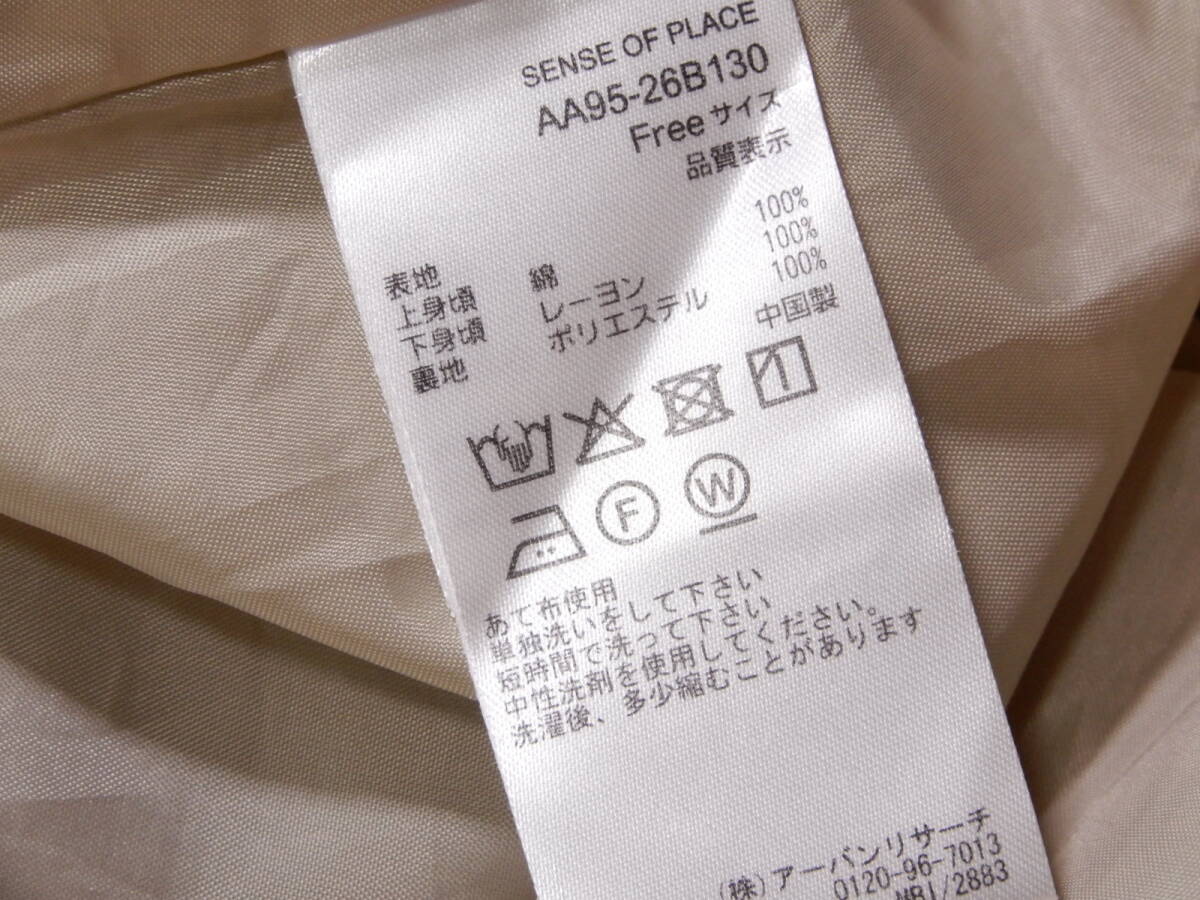 SENSE OF PLACE
AA95-26B130
Free サイズ
品質表示
表地
上身頃 綿 100%
下身頃 レーヨン 100%
裏地 ポリエステル 100%
中国製
F
W
あて布使用
単独洗いをして下さい
短時間で洗って下さい
中性洗剤を使用してください。
洗濯後、多少縮むことがあります
(株)アーバンリサーチ
0120-96-7013
/2883